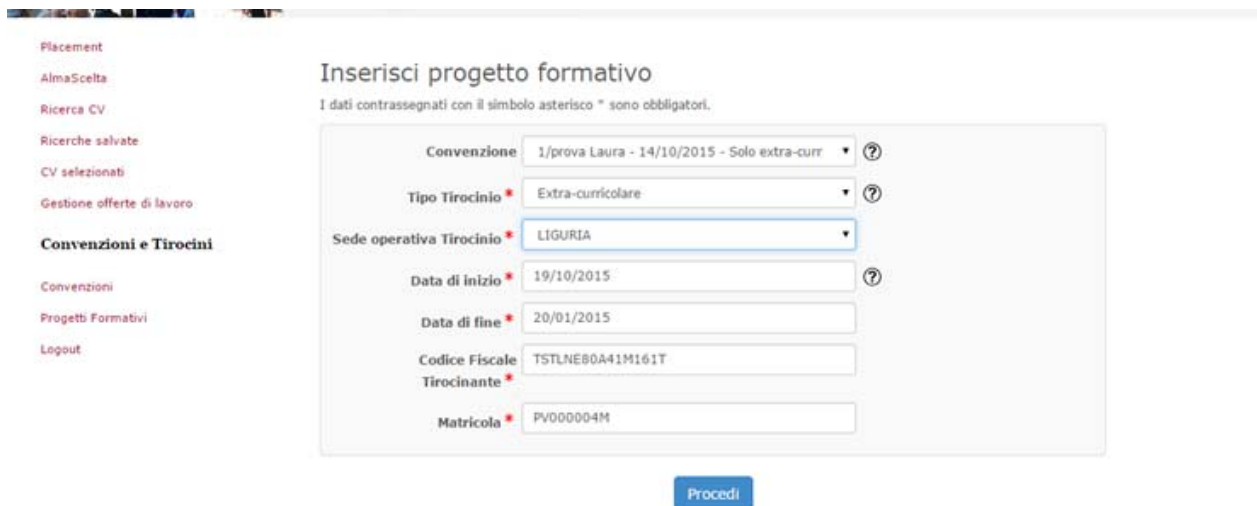 Placement
AlmaScelta
Ricerca CV
Ricerche salvate
CV selezionati
Gestione offerte di lavoro
Convenzioni e Tirocini
Convenzioni
Progetti Formativi
Logout
Inserisci progetto formativo
I dati contrassegnati con il simbolo asterisco * sono obbligatori.
Convenzione 1/prova Laura - 14/10/2015 - Solo extra-curr ?
Tipo Tirocinio * Extra-curricolare ?
Sede operativa Tirocinio * LIGURIA
Data di inizio * 19/10/2015 ?
Data di fine * 20/01/2015
Codice Fiscale TSTLNE80A41M161T
Tirocinante *
Matricola * PV000004M
Procedi